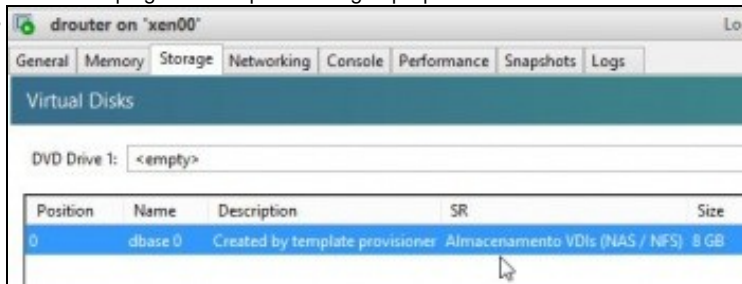 drouter on 'xen00'
Lo
General Memory Storage Networking Console Performance Snapshots Logs
Virtual Disks
DVD Drive 1: <empty>
Position Name Description SR Size
0 dbase 0 Created by template provisioner Almacenamento VDIs (NAS / NFS) 8 GB